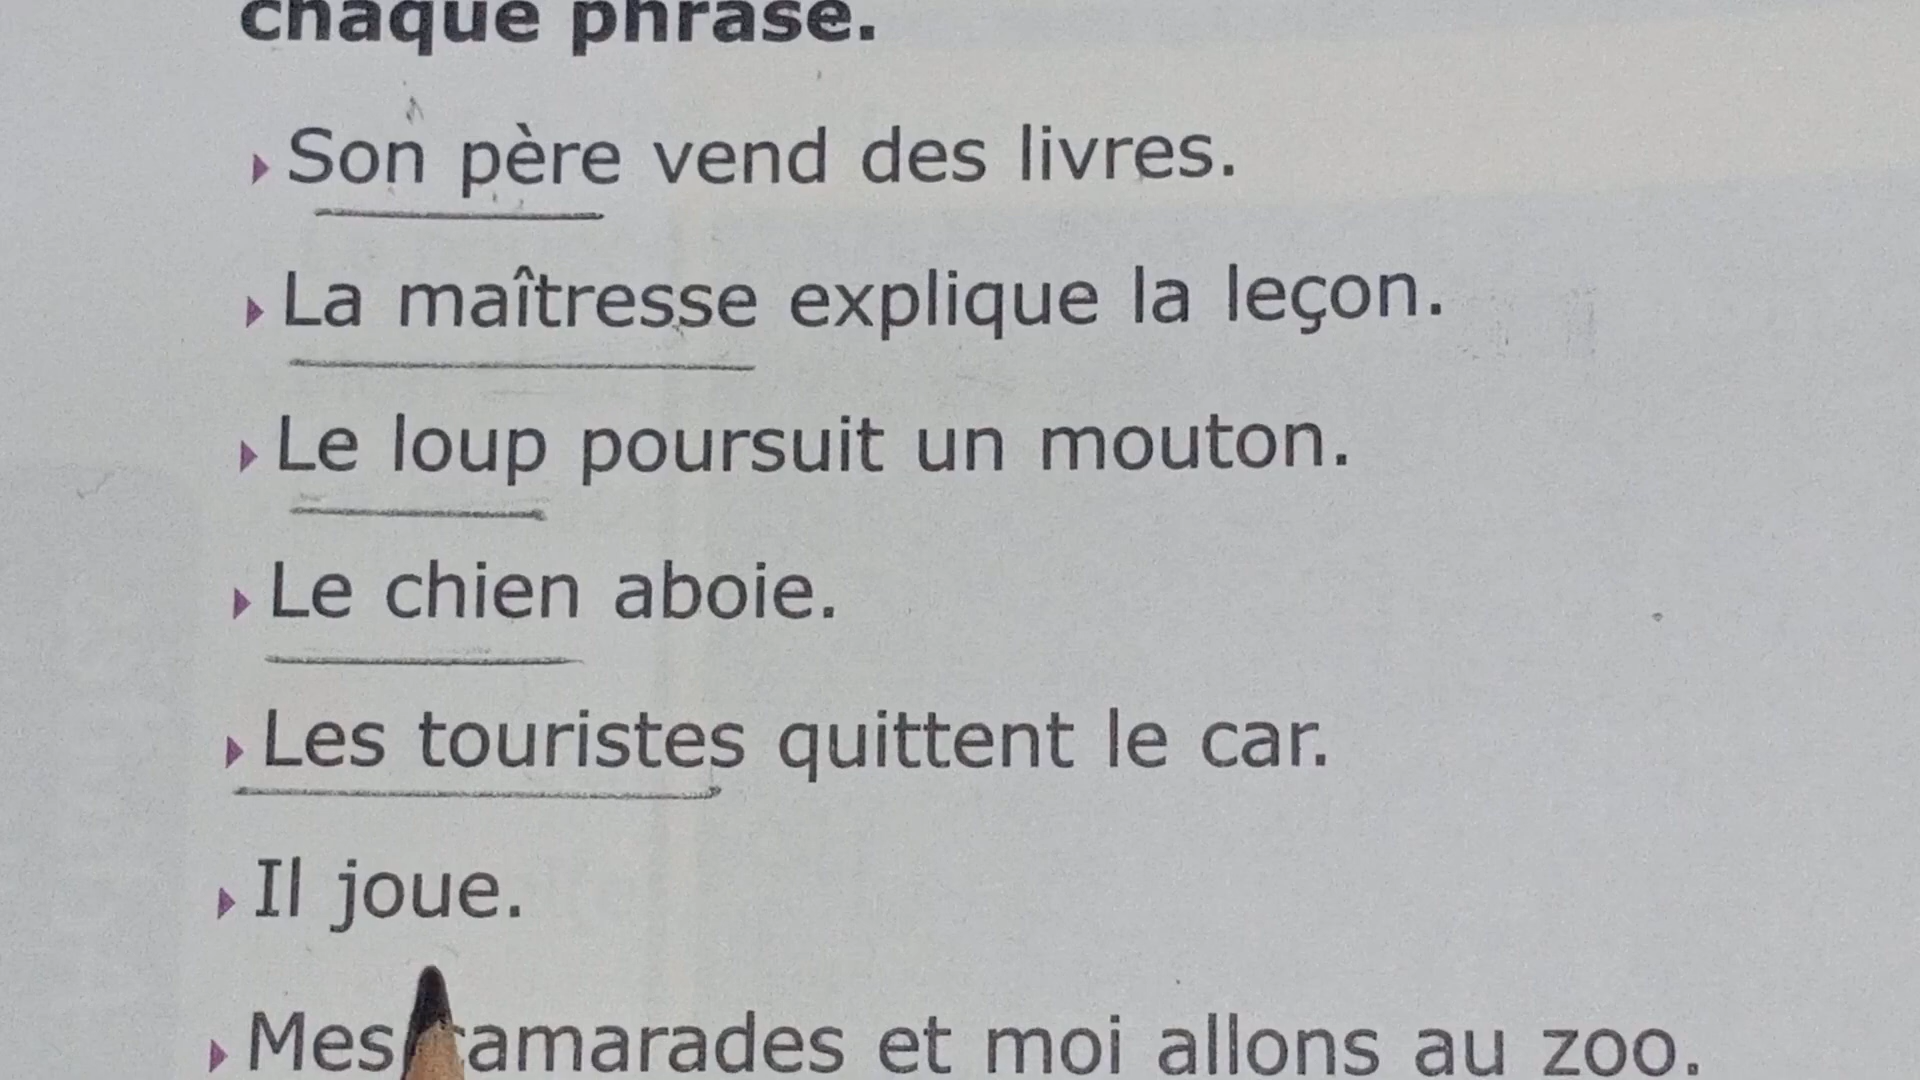 chaque phrase.
Son père vend des livres.
La maîtresse explique la leçon.
Le loup poursuit un mouton.
Le chien aboie.
Les touristes quittent le car.
Il joue.
Mes camarades et moi allons au zoo.